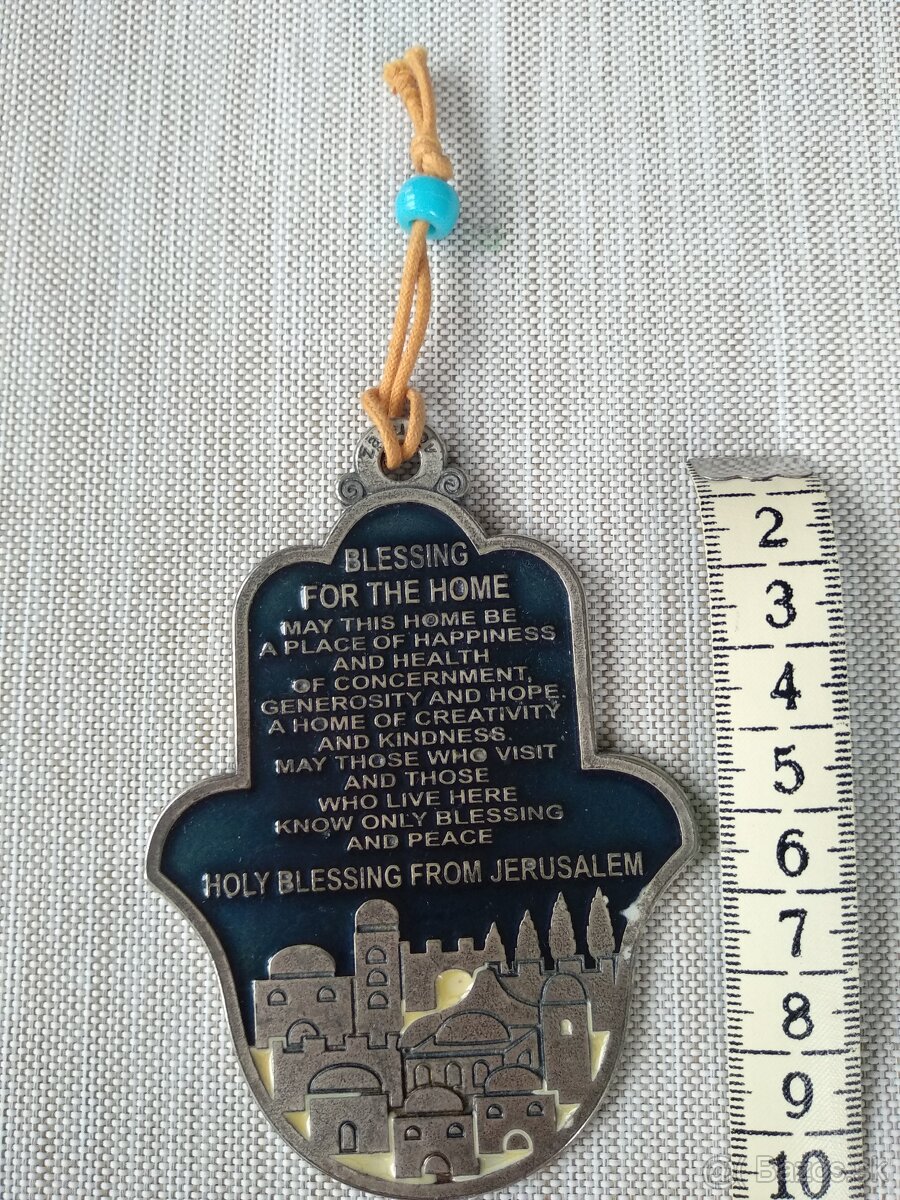 BLESSING
FOR THE HOME
MAY THIS HOME BE
A PLACE OF HAPPINESS
AND HEALTH
OF CONCERNMENT,
GENEROSITY AND HOPE.
A HOME OF CREATIVITY
AND KINDNESS.
MAY THOSE WHO VISIT
AND THOSE
WHO LIVE HERE
KNOW ONLY BLESSING
AND PEACE
HOLY BLESSING FROM JERUSALEM
2
3
4
5
6
7
8
9
10